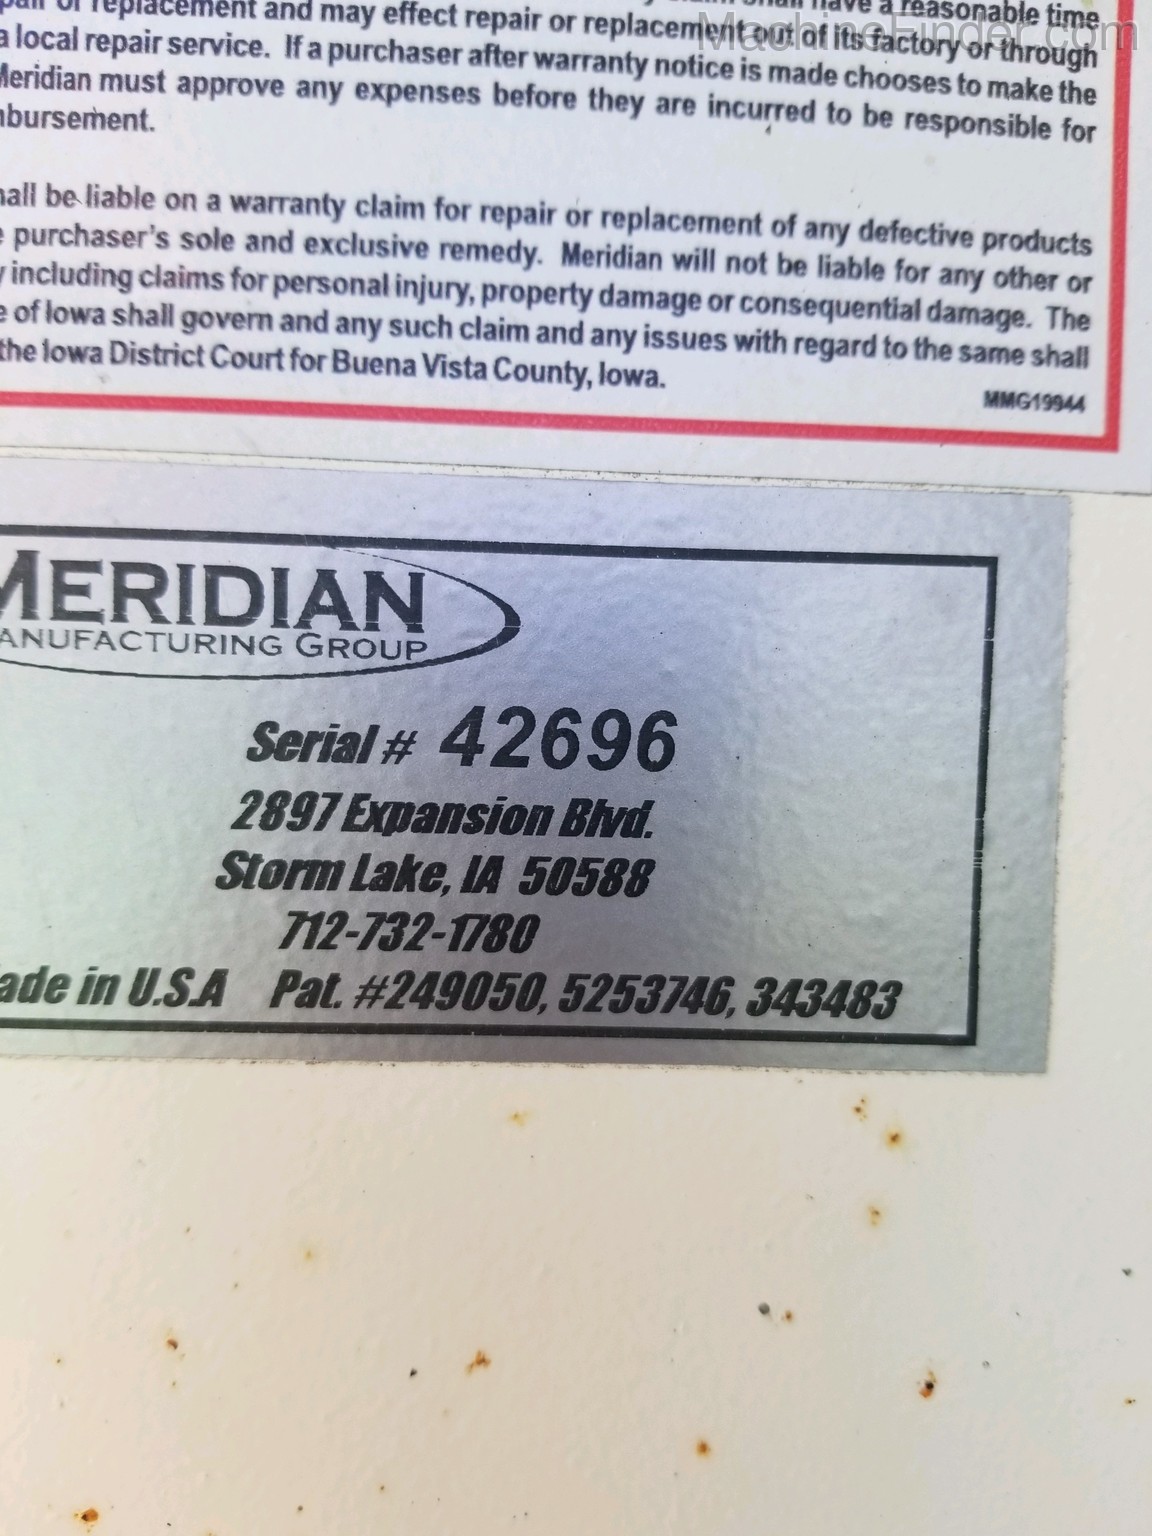 or replacement and may effect repair or replacement out of its factory or through
have a reasonable time
MachineFinder.com
a local repair service. If a purchaser after warranty notice is made chooses to make the
Meridian must approve any expenses before they are incurred to be responsible for
bursement.
hall be liable on a warranty claim for repair or replacement of any defective products
e purchaser's sole and exclusive remedy. Meridian will not be liable for any other or
y including claims for personal injury, property damage or consequential damage. The
e of Iowa shall govern and any such claim and any issues with regard to the same shall
the Iowa District Court for Buena Vista County, Iowa.
MMG19944
MERIDIAN
ANUFACTURING GROUP
Serial # 42696
2897 Expansion Blvd.
Storm Lake, IA 50588
712-732-1780
ade in U.S.A Pat. #249050, 5253746, 343483